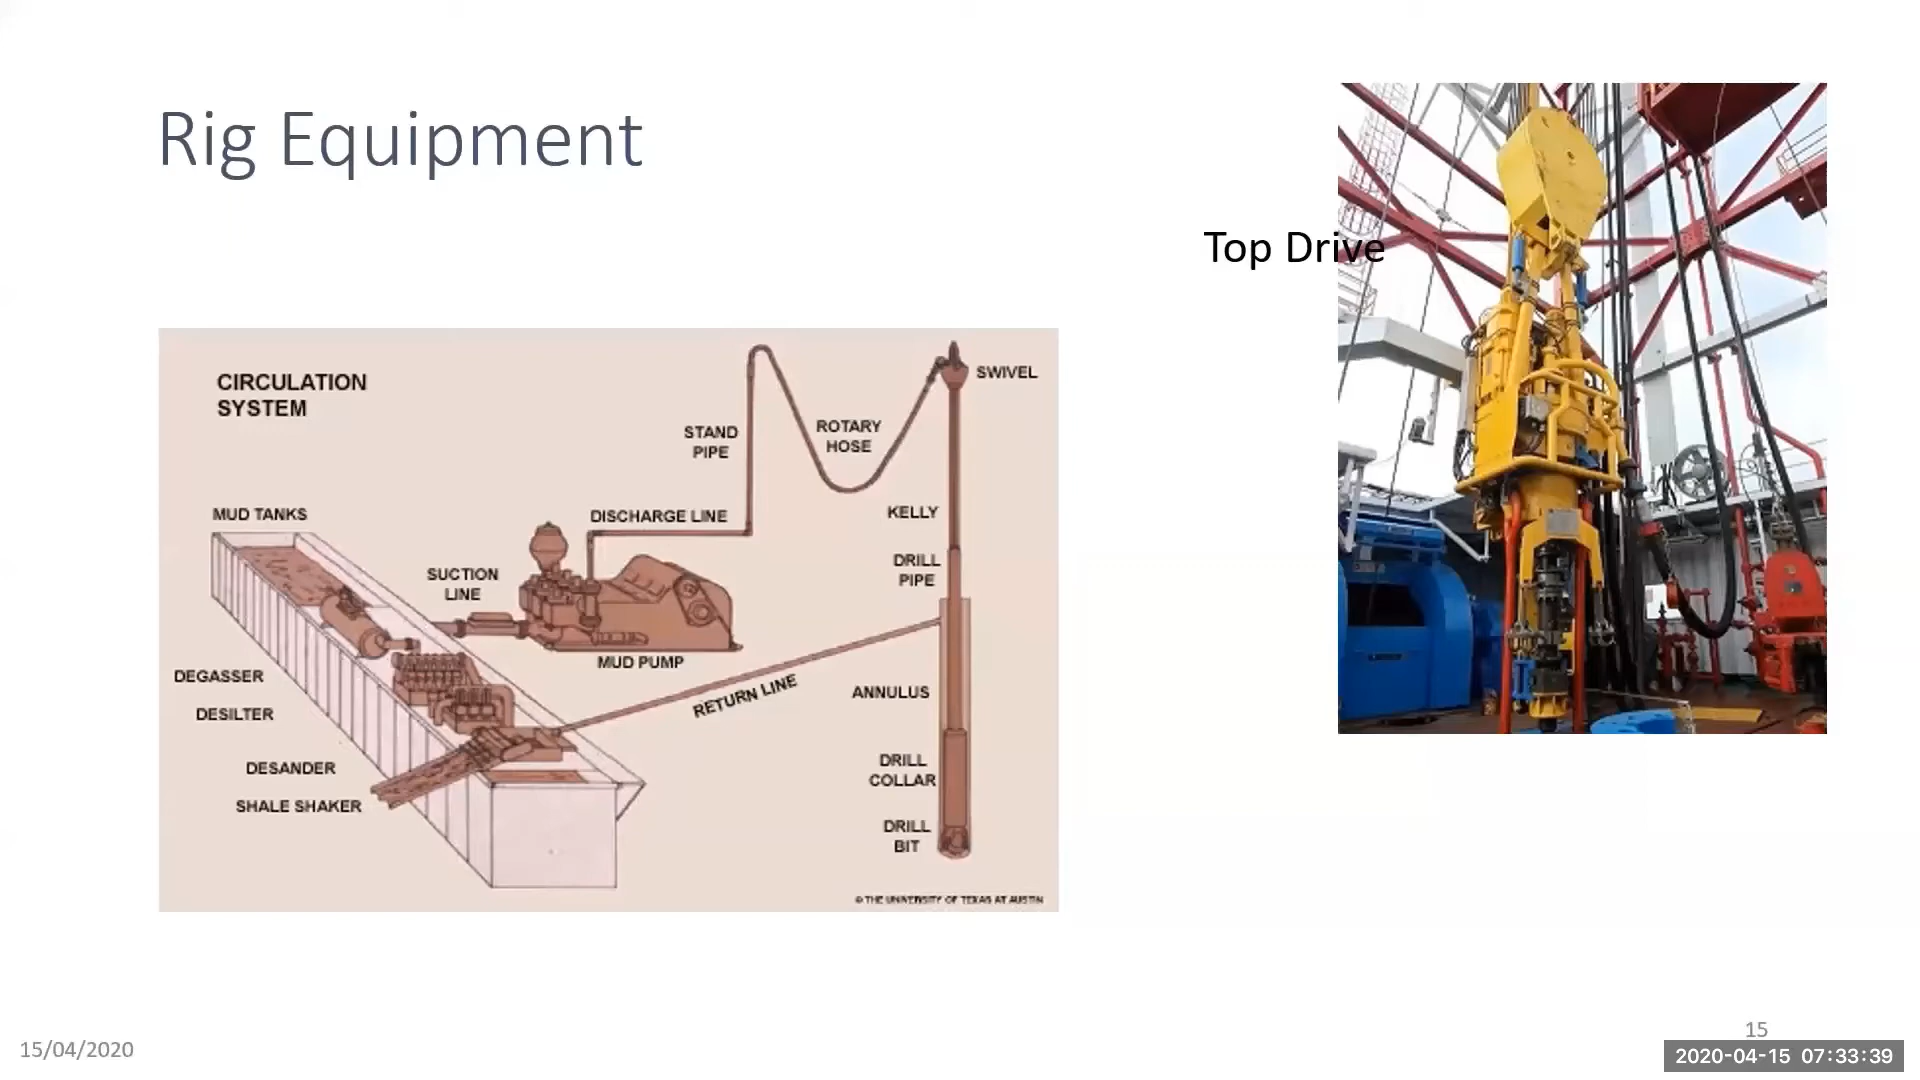 Rig Equipment
Top Drive
CIRCULATION
SYSTEM
SWIVEL
STAND
PIPE
ROTARY
HOSE
MUD TANKS
DISCHARGE LINE
KELLY
SUCTION
LINE
DRILL
PIPE
MUD PUMP
DEGASSER
RETURN LINE
ANNULUS
DESILTER
DESANDER
DRILL
COLLAR
SHALE SHAKER
DRILL
BIT
© THE UNIVERSITY OF TEXAS AT AUSTIN
15
15/04/2020
2020-04-15 07:33:39